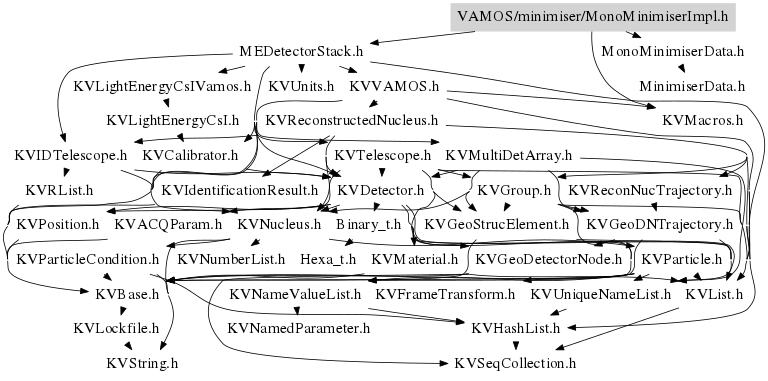 VAMOS/minimiser/MonoMinimiserImpl.h
MEDetectorStack.h MonoMinimiserData.h
KVLightEnergyCsIVamos.h KVUnits.h KVVAMOS.h MinimiserData.h
KVLightEnergyCsI.h KVReconstructedNucleus.h KVMacros.h
KVIDTelescope.h KVCalibrator.h KVTelescope.h KVMultiDetArray.h
KVRList.h KVIdentificationResult.h KVDetector.h KVGroup.h KVReconNucTrajectory.h
KVPosition.h KVACQParam.h KVNucleus.h Binary_t.h KVGeoStrucElement.h KVGeoDNTrajectory.h
KVParticleCondition.h KVNumberList.h Hexa_t.h KVMaterial.h KVGeoDetectorNode.h KVParticle.h
KVBase.h KVNameValueList.h KVFrameTransform.h KVUniqueNameList.h KVList.h
KVLockfile.h KVNamedParameter.h KVHashList.h
KVString.h KVSeqCollection.h